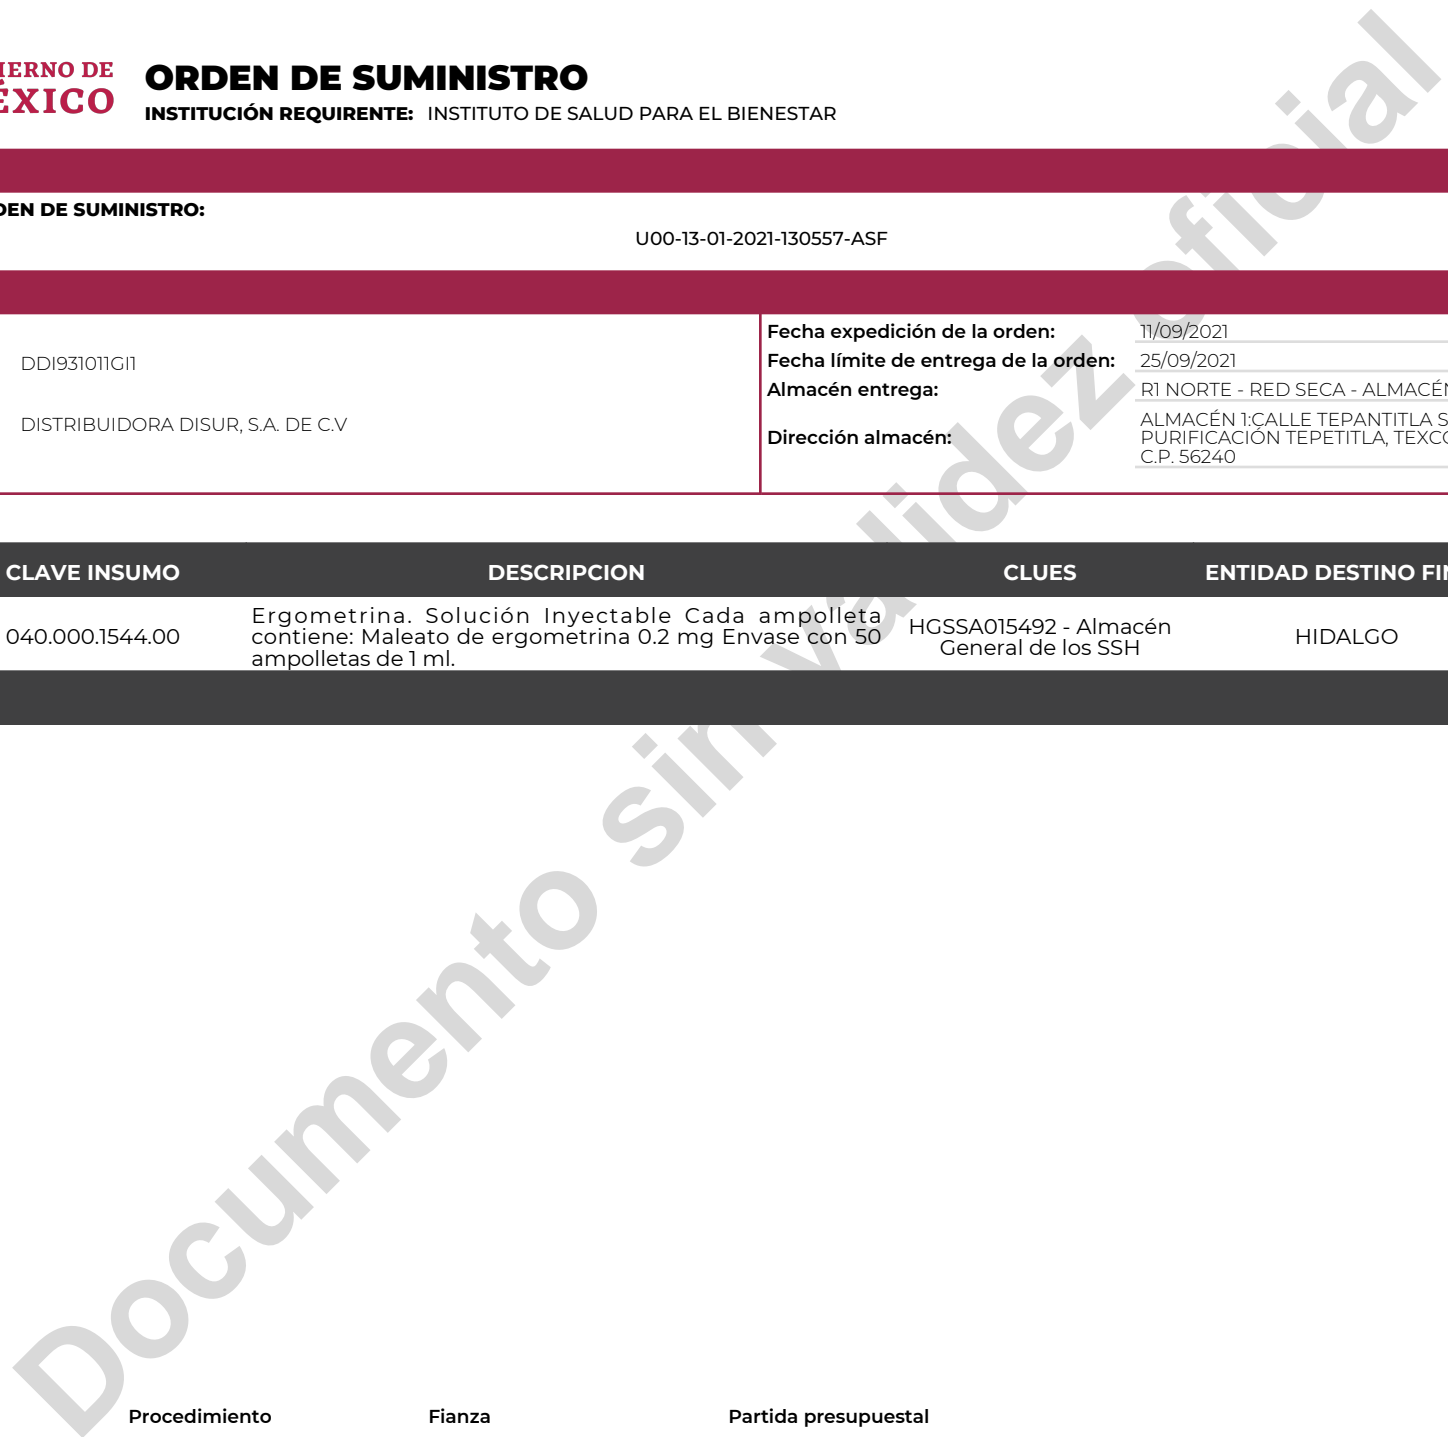 IERNO DE
ÉXICO
ORDEN DE SUMINISTRO
INSTITUCIÓN REQUIRENTE: INSTITUTO DE SALUD PARA EL BIENESTAR
DEN DE SUMINISTRO:
U00-13-01-2021-130557-ASF
DDI931011GI1
DISTRIBUIDORA DISUR, S.A. DE C.V
Fecha expedición de la orden: 11/09/2021
Fecha límite de entrega de la orden: 25/09/2021
Almacén entrega: R1 NORTE - RED SECA - ALMACÉN
Dirección almacén: ALMACÉN 1:CALLE TEPANTITLA S
PURIFICACIÓN TEPETITLA, TEXCO
C.P. 56240
CLAVE INSUMO DESCRIPCION CLUES ENTIDAD DESTINO FIN
040.000.1544.00
Ergometrina. Solución Inyectable Cada ampolleta
contiene: Maleato de ergometrina 0.2 mg Envase con 50
ampolletas de 1 ml.
HGSSA015492 - Almacén
General de los SSH
HIDALGO
Documento sin validez oficial
Procedimiento Fianza Partida presupuestal